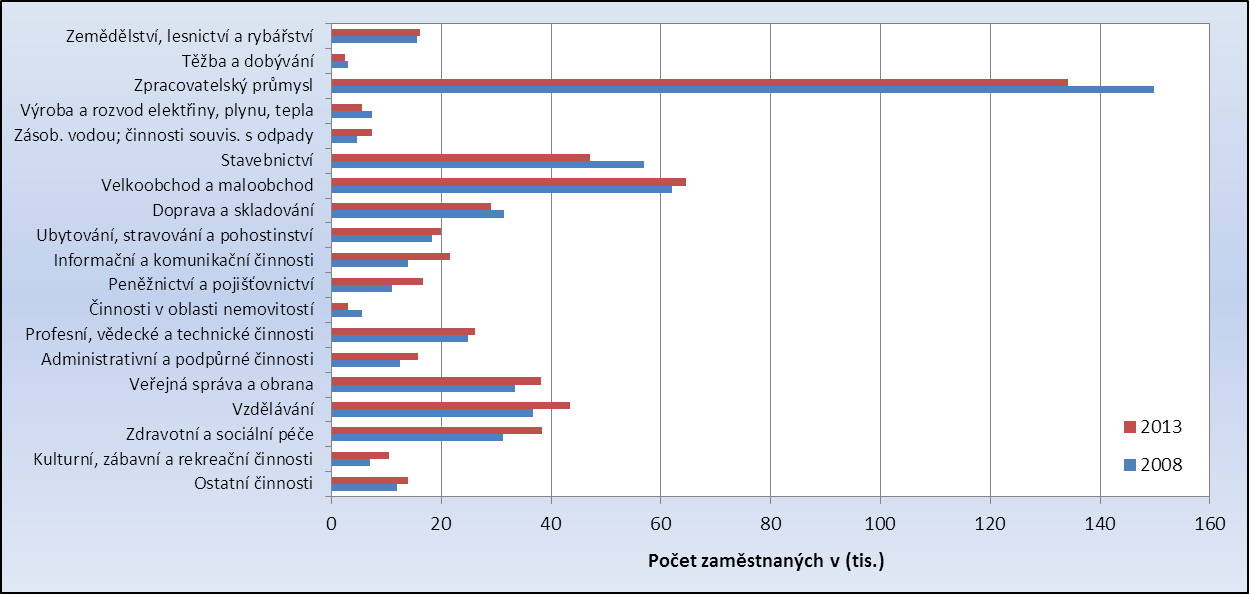 Zemědělství, lesnictví a rybářství
Těžba a dobývání
Zpracovatelský průmysl
Výroba a rozvod elektřiny, plynu, tepla
Zásob. vodou; činnosti souvis. s odpady
Stavebnictví
Velkoobchod a maloobchod
Doprava a skladování
Ubytování, stravování a pohostinství
Informační a komunikační činnosti
Peněžnictví a pojišťovnictví
Činnosti v oblasti nemovitostí
Profesní, vědecké a technické činnosti
Administrativní a podpůrné činnosti
Veřejná správa a obrana
Vzdělávání
Zdravotní a sociální péče
Kulturní, zábavní a rekreační činnosti
Ostatní činnosti
2013
2008
0 20 40 60 80 100 120 140 160
Počet zaměstnaných v (tis.)